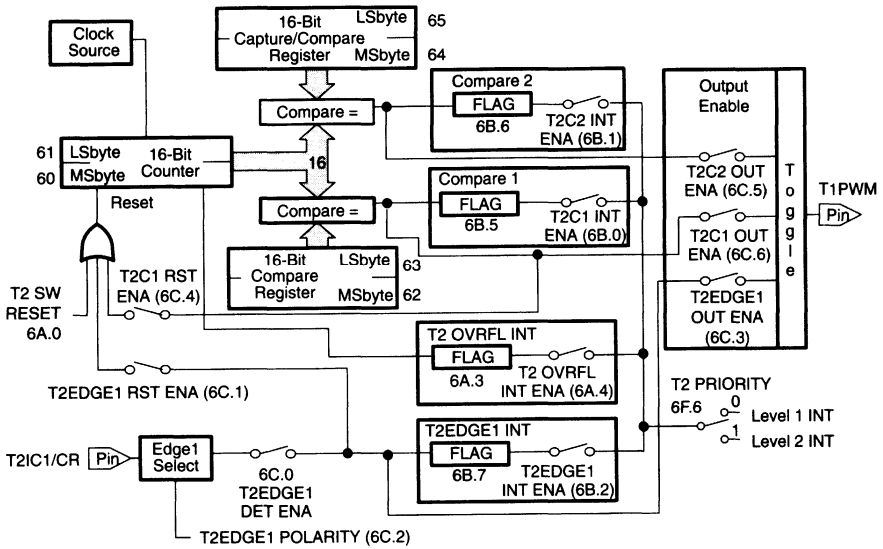 Clock
Source
16-Bit
Capture/Compare
Register
LSbyte
MSbyte
65
64
Compare =
61
60
LSbyte
MSbyte
16-Bit
Counter
16
Reset
Compare =
16-Bit
Compare
Register
LSbyte
MSbyte
63
62
Compare 2
FLAG
6B.6
T2C2 INT
ENA (6B.1)
Compare 1
FLAG
6B.5
T2C1 INT
ENA (6B.0)
Output
Enable
T2C2 OUT
ENA (6C.5)
T2C1 OUT
ENA (6C.6)
T2EDGE1
OUT ENA
(6C.3)
Toggle
T1PWM
Pin
T2 SW
RESET
6A.0
T2C1 RST
ENA (6C.4)
T2EDGE1 RST ENA (6C.1)
T2 OVRFL INT
FLAG
6A.3
T2 OVRFL
INT ENA (6A.4)
T2 PRIORITY
6F.6
0
1
Level 1 INT
Level 2 INT
T2IC1/CR
Pin
Edge1
Select
6C.0
T2EDGE1
DET ENA
T2EDGE1 INT
FLAG
6B.7
T2EDGE1
INT ENA (6B.2)
T2EDGE1 POLARITY (6C.2)